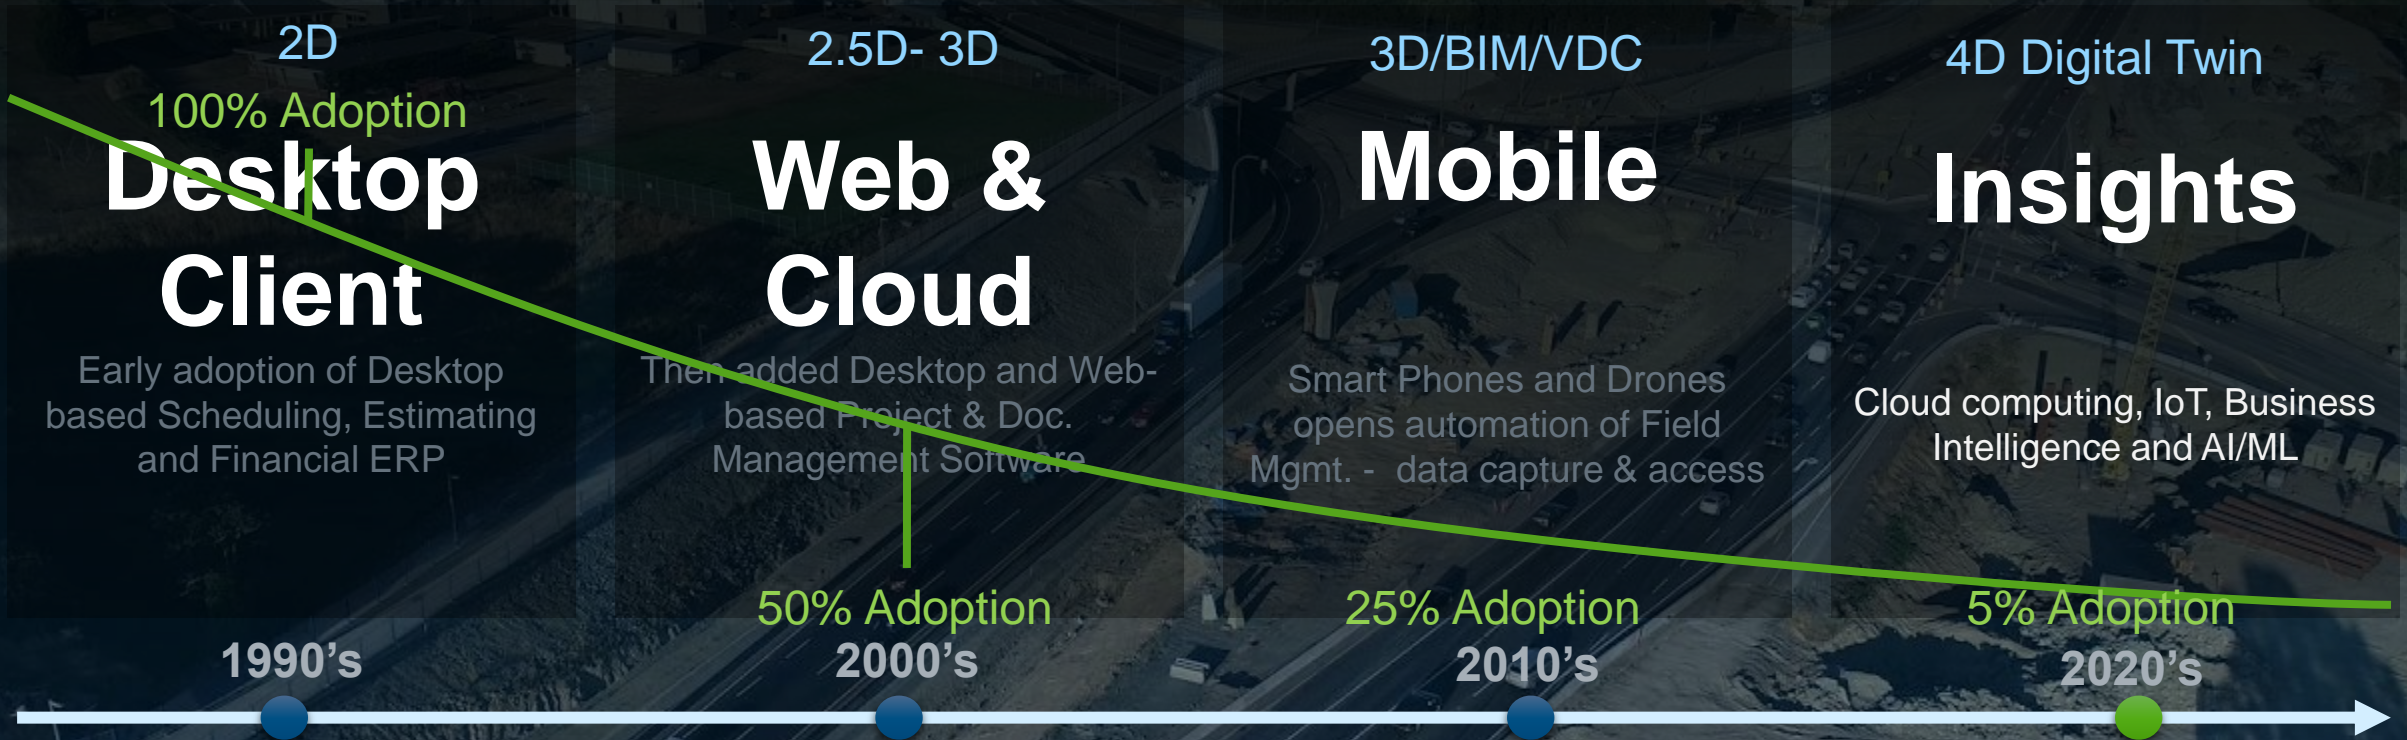 2D
100% Adoption
Desktop
Client
Early adoption of Desktop
based Scheduling, Estimating
and Financial ERP
1990's
2.5D- 3D
Web &
Cloud
Then added Desktop and Web-
based Project & Doc.
Management Software
50% Adoption
2000's
3D/BIM/VDC
Mobile
Smart Phones and Drones
opens automation of Field
Mgmt. - data capture & access
25% Adoption
2010's
4D Digital Twin
Insights
Cloud computing, IoT, Business
Intelligence and AI/ML
5% Adoption
2020's